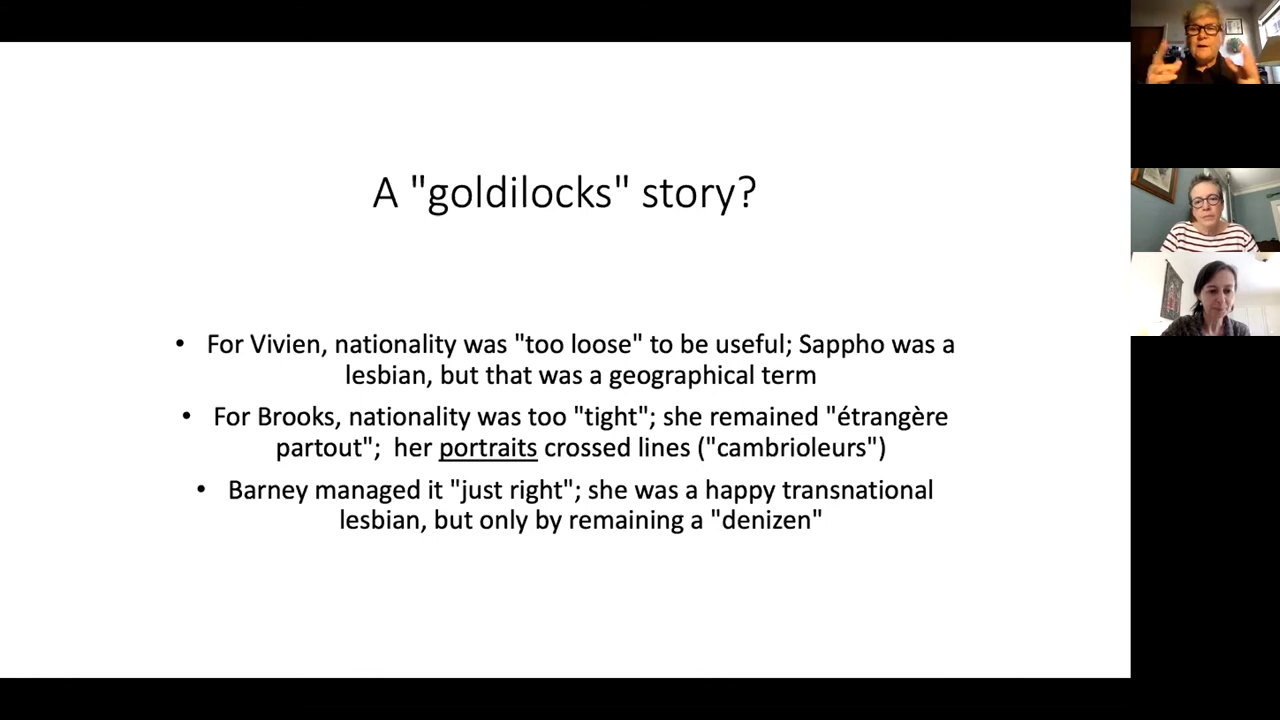 A "goldilocks" story?
• For Vivien, nationality was "too loose" to be useful; Sappho was a
lesbian, but that was a geographical term
• For Brooks, nationality was too "tight"; she remained "étrangère
partout"; her portraits crossed lines ("cambrioleurs")
• Barney managed it "just right"; she was a happy transnational
lesbian, but only by remaining a "denizen"